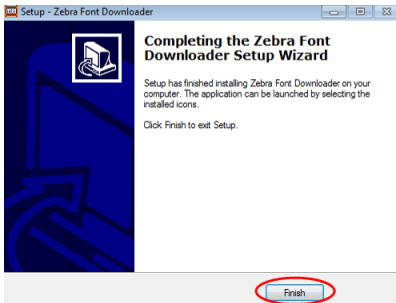 Setup - Zebra Font Downloader
Completing the Zebra Font
Downloader Setup Wizard
Setup has finished installing Zebra Font Downloader on your
computer. The application can be launched by selecting the
installed icons.
Click Finish to exit Setup.
Finish